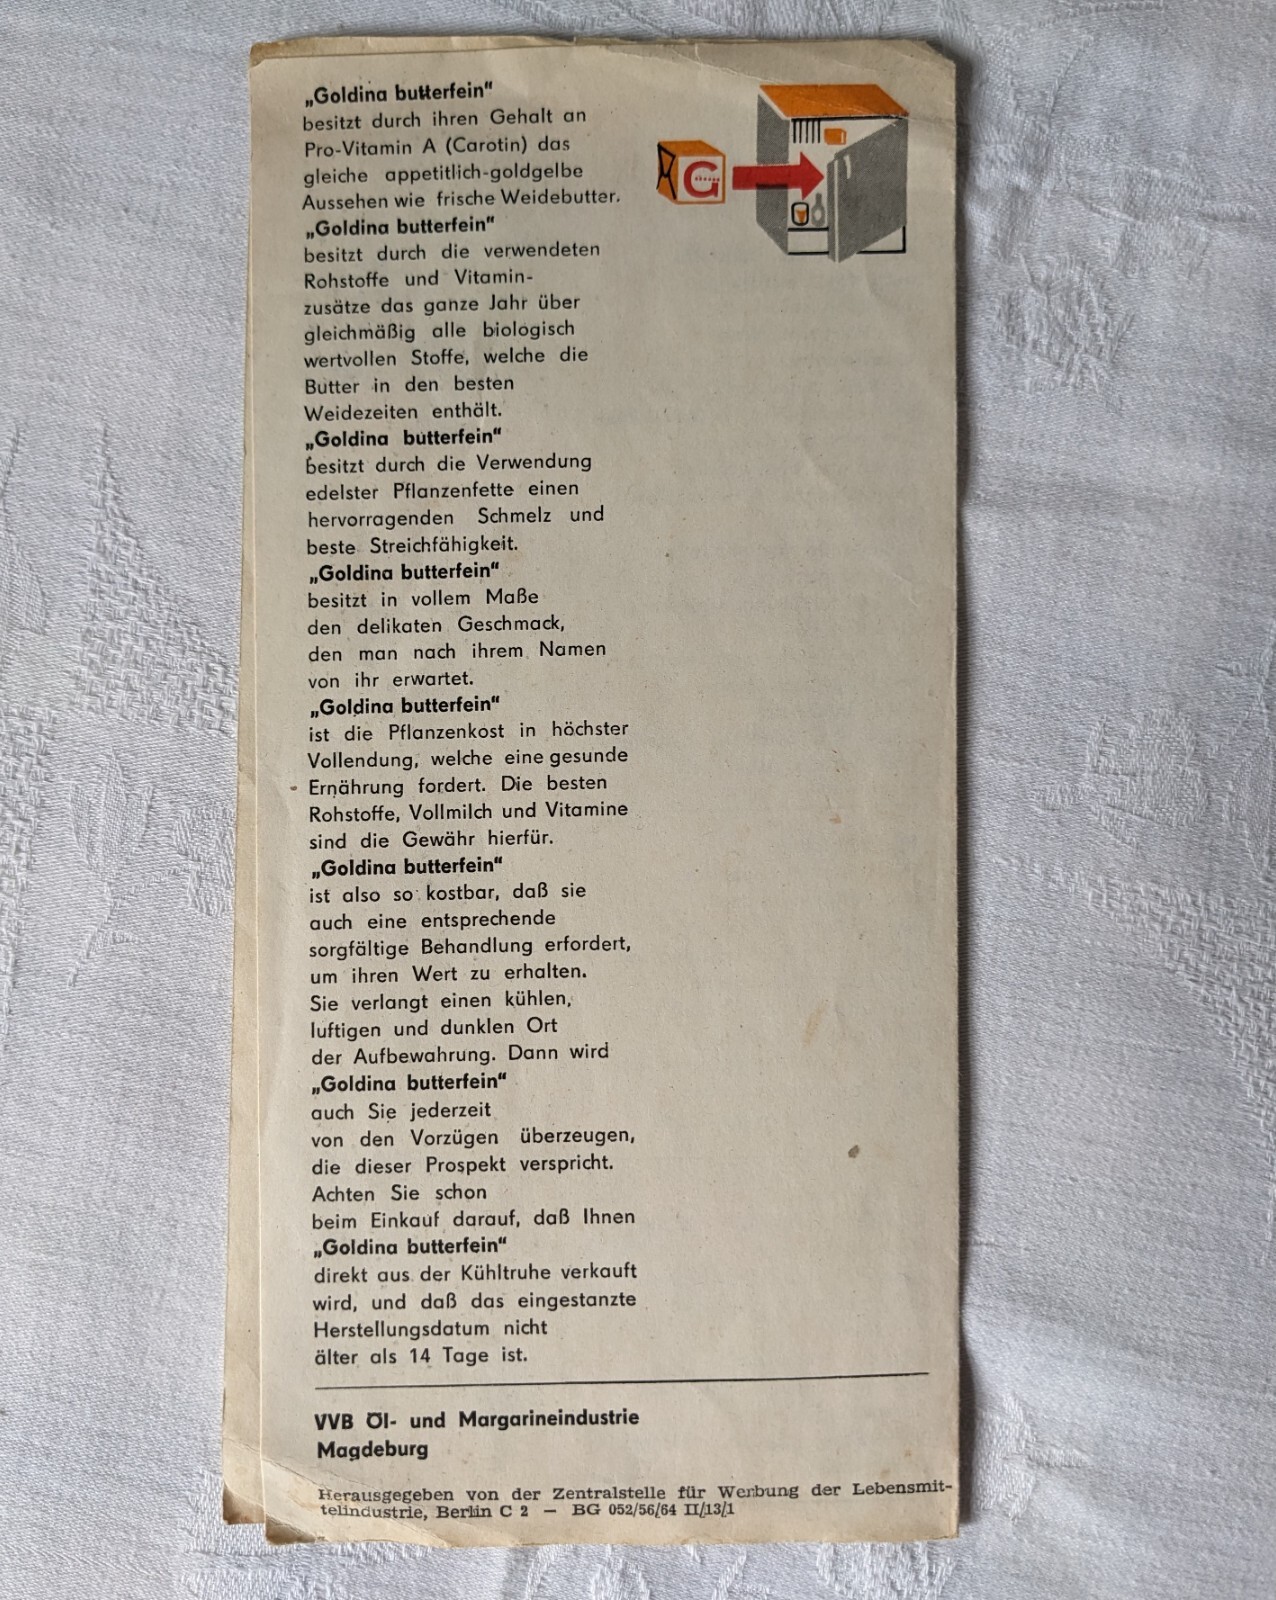 „Goldina butterfein“
besitzt durch ihren Gehalt an
Pro-Vitamin A (Carotin) das
gleiche appetitlich-goldgelbe
Aussehen wie frische Weidebutter.
„Goldina butterfein“
besitzt durch die verwendeten
Rohstoffe und Vitamin-
zusätze das ganze Jahr über
gleichmäßig alle biologisch
wertvollen Stoffe, welche die
Butter in den besten
Weidezeiten enthält.
„Goldina butterfein“
besitzt durch die Verwendung
edelster Pflanzenfette einen
hervorragenden Schmelz und
beste Streichfähigkeit.
„Goldina butterfein“
besitzt in vollem Maße
den delikaten Geschmack,
den man nach ihrem Namen
von ihr erwartet.
„Goldina butterfein“
ist die Pflanzenkost in höchster
Vollendung, welche eine gesunde
Ernährung fordert. Die besten
Rohstoffe, Vollmilch und Vitamine
sind die Gewähr hierfür.
„Goldina butterfein“
ist also so kostbar, daß sie
auch eine entsprechende
sorgfältige Behandlung erfordert,
um ihren Wert zu erhalten.
Sie verlangt einen kühlen,
luftigen und dunklen Ort
der Aufbewahrung. Dann wird
„Goldina butterfein“
auch Sie jederzeit
von den Vorzügen überzeugen,
die dieser Prospekt verspricht.
Achten Sie schon
beim Einkauf darauf, daß Ihnen
„Goldina butterfein“
direkt aus der Kühltruhe verkauft
wird, und daß das eingestanzte
Herstellungsdatum nicht
älter als 14 Tage ist.
G
VVB Öl- und Margarineindustrie
Magdeburg
Herausgegeben von der Zentralstelle für Werbung der Lebensmit-
telindustrie, Berlin C 2 — BG 052/56/64 II/13/1